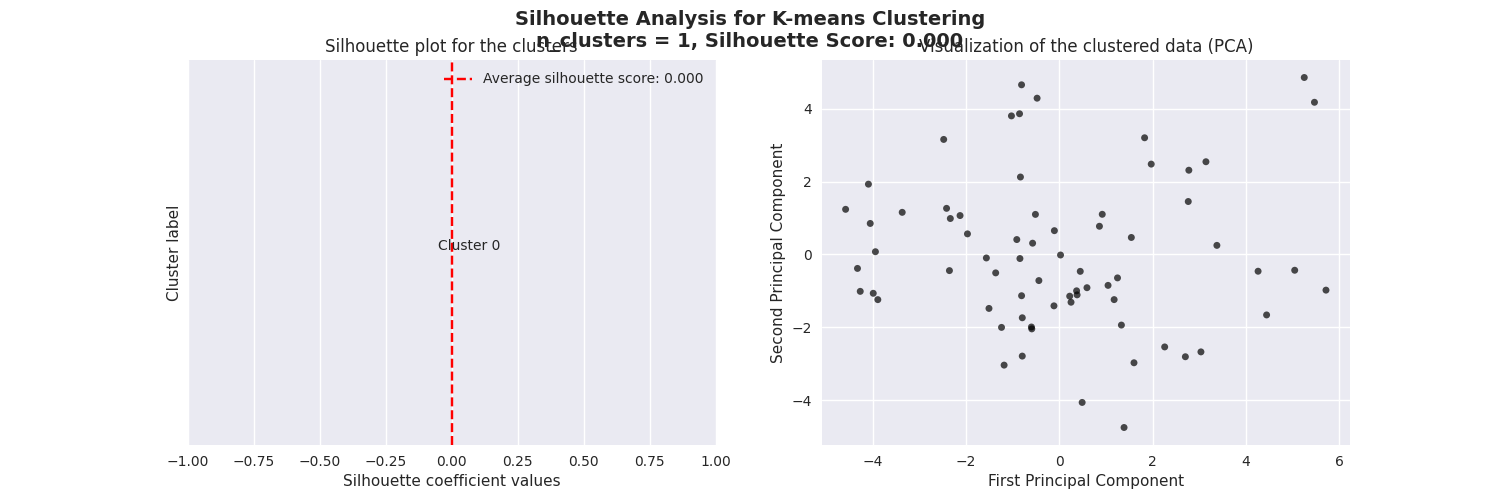 Silhouette Analysis for K-means Clustering
n_clusters = 1, Silhouette Score: 0.000
Silhouette plot for the clusters
Average silhouette score: 0.000
Cluster 0
Cluster label
−1.00 −0.75 −0.50 −0.25 0.00 0.25 0.50 0.75 1.00
Silhouette coefficient values
Visualization of the clustered data (PCA)
Second Principal Component
4
2
0
−2
−4
−4 −2 0 2 4 6
First Principal Component